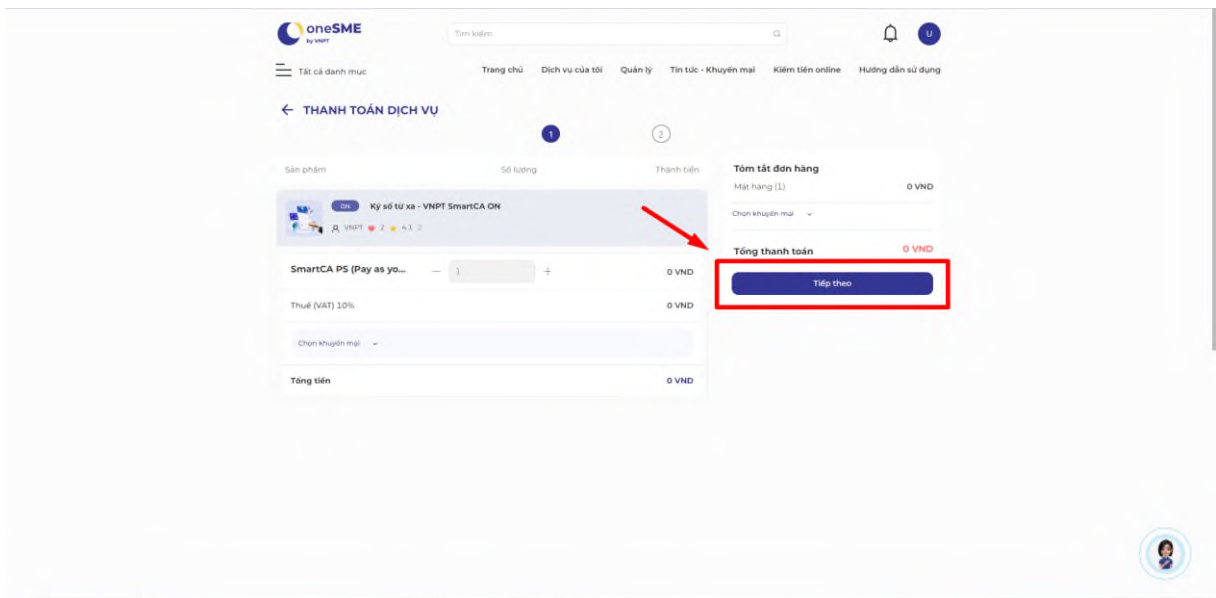 oneSME
by VNPT
Tìm kiếm
U
Tất cả danh mục
Trang chủ Dịch vụ của tôi Quản lý Tin tức - Khuyến mại Kiếm tiền online Hướng dẫn sử dụng
THANH TOÁN DỊCH VỤ
1 2
Sản phẩm Số lượng Thành tiền
ON Ký số từ xa - VNPT SmartCA ON
VNPT 2 4.1 2
SmartCA PS (Pay as yo... — 1 + 0 VND
Thuế (VAT) 10% 0 VND
Chọn khuyến mại
Tổng tiền 0 VND
Tóm tắt đơn hàng
Mặt hàng (1) 0 VND
Chọn khuyến mại
Tổng thanh toán 0 VND
Tiếp theo